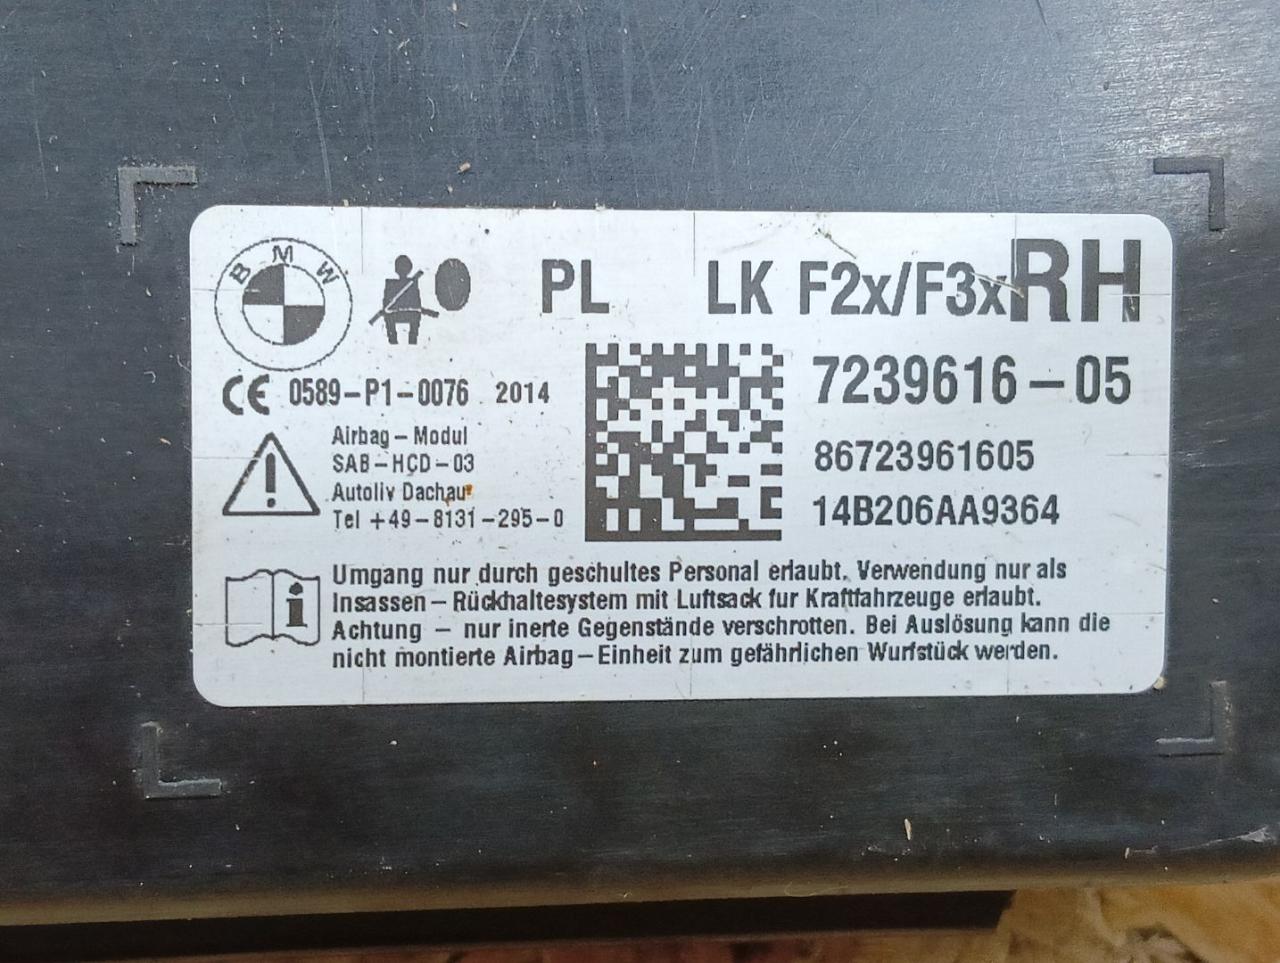 BMW
PL LK F2x/F3x RH
7239616-05
CE 0589-P1-0076 2014
Airbag-Modul
SAB-HCD-03
Autoliv Dachau
Tel +49-8131-295-0
86723961605
14B206AA9364
Umgang nur durch geschultes Personal erlaubt. Verwendung nur als
Insassen-Rückhaltesystem mit Luftsack fur Kraftfahrzeuge erlaubt.
Achtung - nur inerte Gegenstände verschrotten. Bei Auslösung kann die
nicht montierte Airbag-Einheit zum gefährlichen Wurfstück werden.